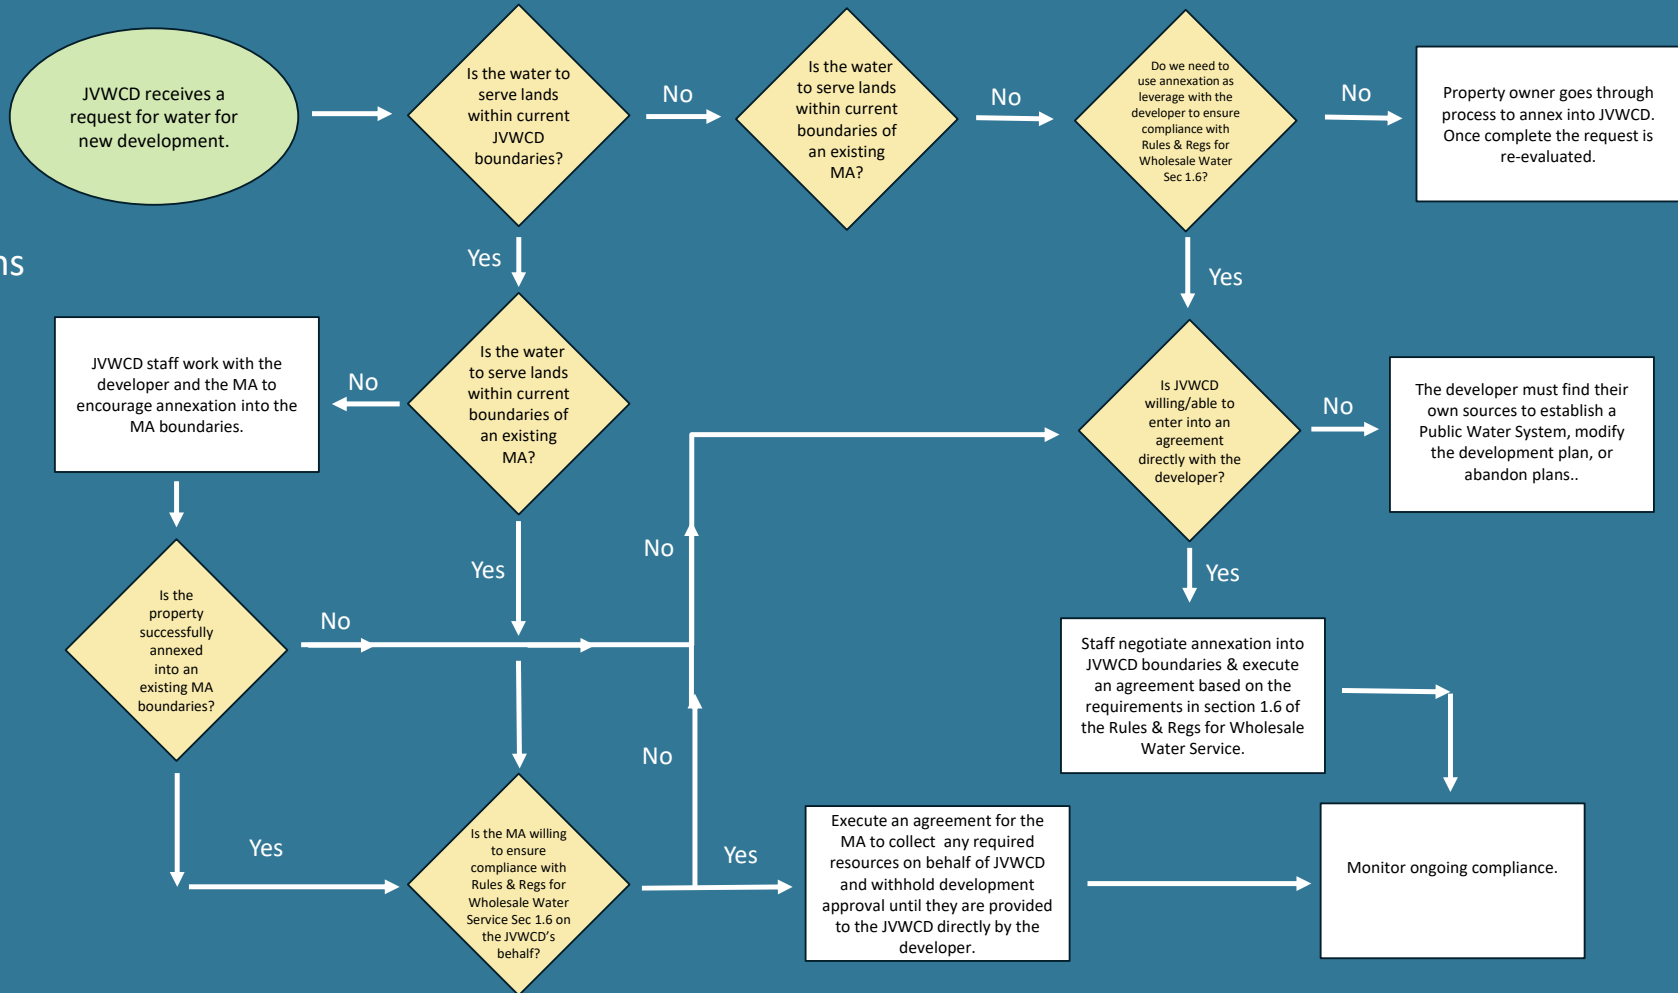 JVWCD receives a
request for water for
new development.
Is the water to
serve lands
within current
JVWCD
boundaries?
No
Is the water
to serve lands
within current
boundaries of
an existing
MA?
No
Do we need to
use annexation as
leverage with the
developer to ensure
compliance with
Rules & Regs for
Wholesale Water
Sec 1.6?
No
Property owner goes through
process to annex into JVWCD.
Once complete the request is
re-evaluated.
Yes
Yes
ns
JVWCD staff work with the
developer and the MA to
encourage annexation into the
MA boundaries.
No
Is the water
to serve lands
within current
boundaries of
an existing
MA?
Is JVWCD
willing/able to
enter into an
agreement
directly with the
developer?
No
The developer must find their
own sources to establish a
Public Water System, modify
the development plan, or
abandon plans..
Yes
No
Yes
Is the
property
successfully
annexed
into an
existing MA
boundaries?
No
Staff negotiate annexation into
JVWCD boundaries & execute
an agreement based on the
requirements in section 1.6 of
the Rules & Regs for Wholesale
Water Service.
No
Yes
Is the MA willing
to ensure
compliance with
Rules & Regs for
Wholesale Water
Service Sec 1.6 on
the JVWCD's
behalf?
Yes
Execute an agreement for the
MA to collect any required
resources on behalf of JVWCD
and withhold development
approval until they are provided
to the JVWCD directly by the
developer.
Monitor ongoing compliance.